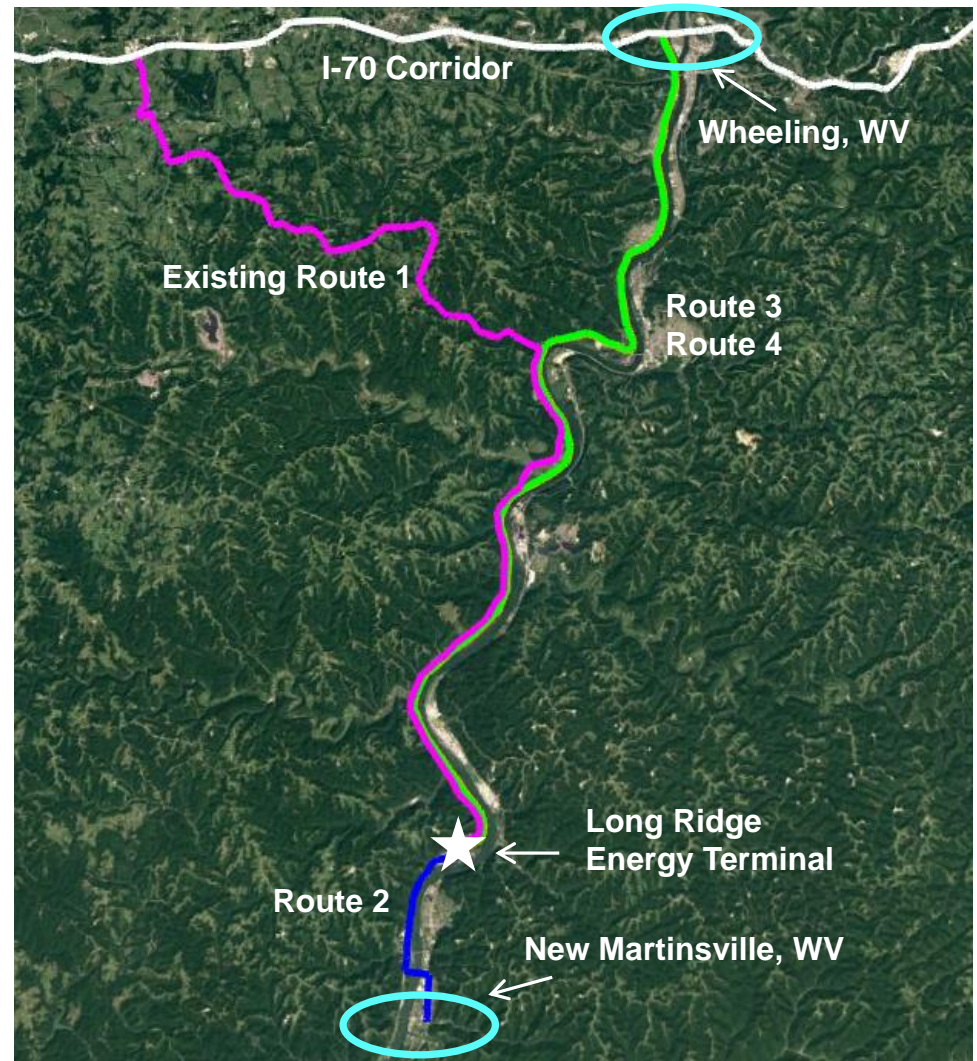 I-70 Corridor
Wheeling, WV
Existing Route 1
Route 3
Route 4
Long Ridge
Energy Terminal
Route 2
New Martinsville, WV